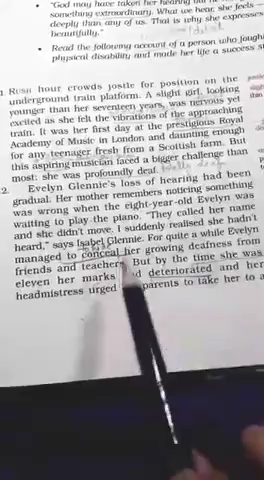 • "God may have taken her hearing but he
something extraordinary. What we hear, she feels —
deeply than any of us. That is why she expresses
beautifully."
• Read the following account of a person who fought
physical disability and made her life a success
1 RUSH hour crowds jostle for position on the
underground train platform. A slight girl, looking
younger than her seventeen years, was nervous yet
excited as she felt the vibrations of the approaching
train. It was her first day at the prestigious Royal
Academy of Music in London and daunting enough
for any teenager fresh from a Scottish farm. But
this aspiring musician faced a bigger challenge than
most: she was profoundly deaf.
2. Evelyn Glennie's loss of hearing had been
gradual. Her mother remembers noticing something
was wrong when the eight-year-old Evelyn was
waiting to play the piano. "They called her name
and she didn't move. I suddenly realised she hadn't
heard," says Isabel Glennie. For quite a while Evelyn
managed to conceal her growing deafness from
friends and teachers. But by the time she was
eleven her marks had deteriorated and her
headmistress urged parents to take her to a